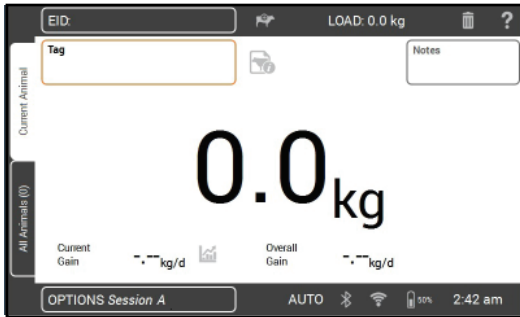 EID:
LOAD: 0.0 kg
?
Tag
Notes
Current Animal
0.0kg
All Animals (0)
Current Gain
-.--kg/d
Overall Gain
-.--kg/d
OPTIONS Session A
AUTO
50%
2:42 am